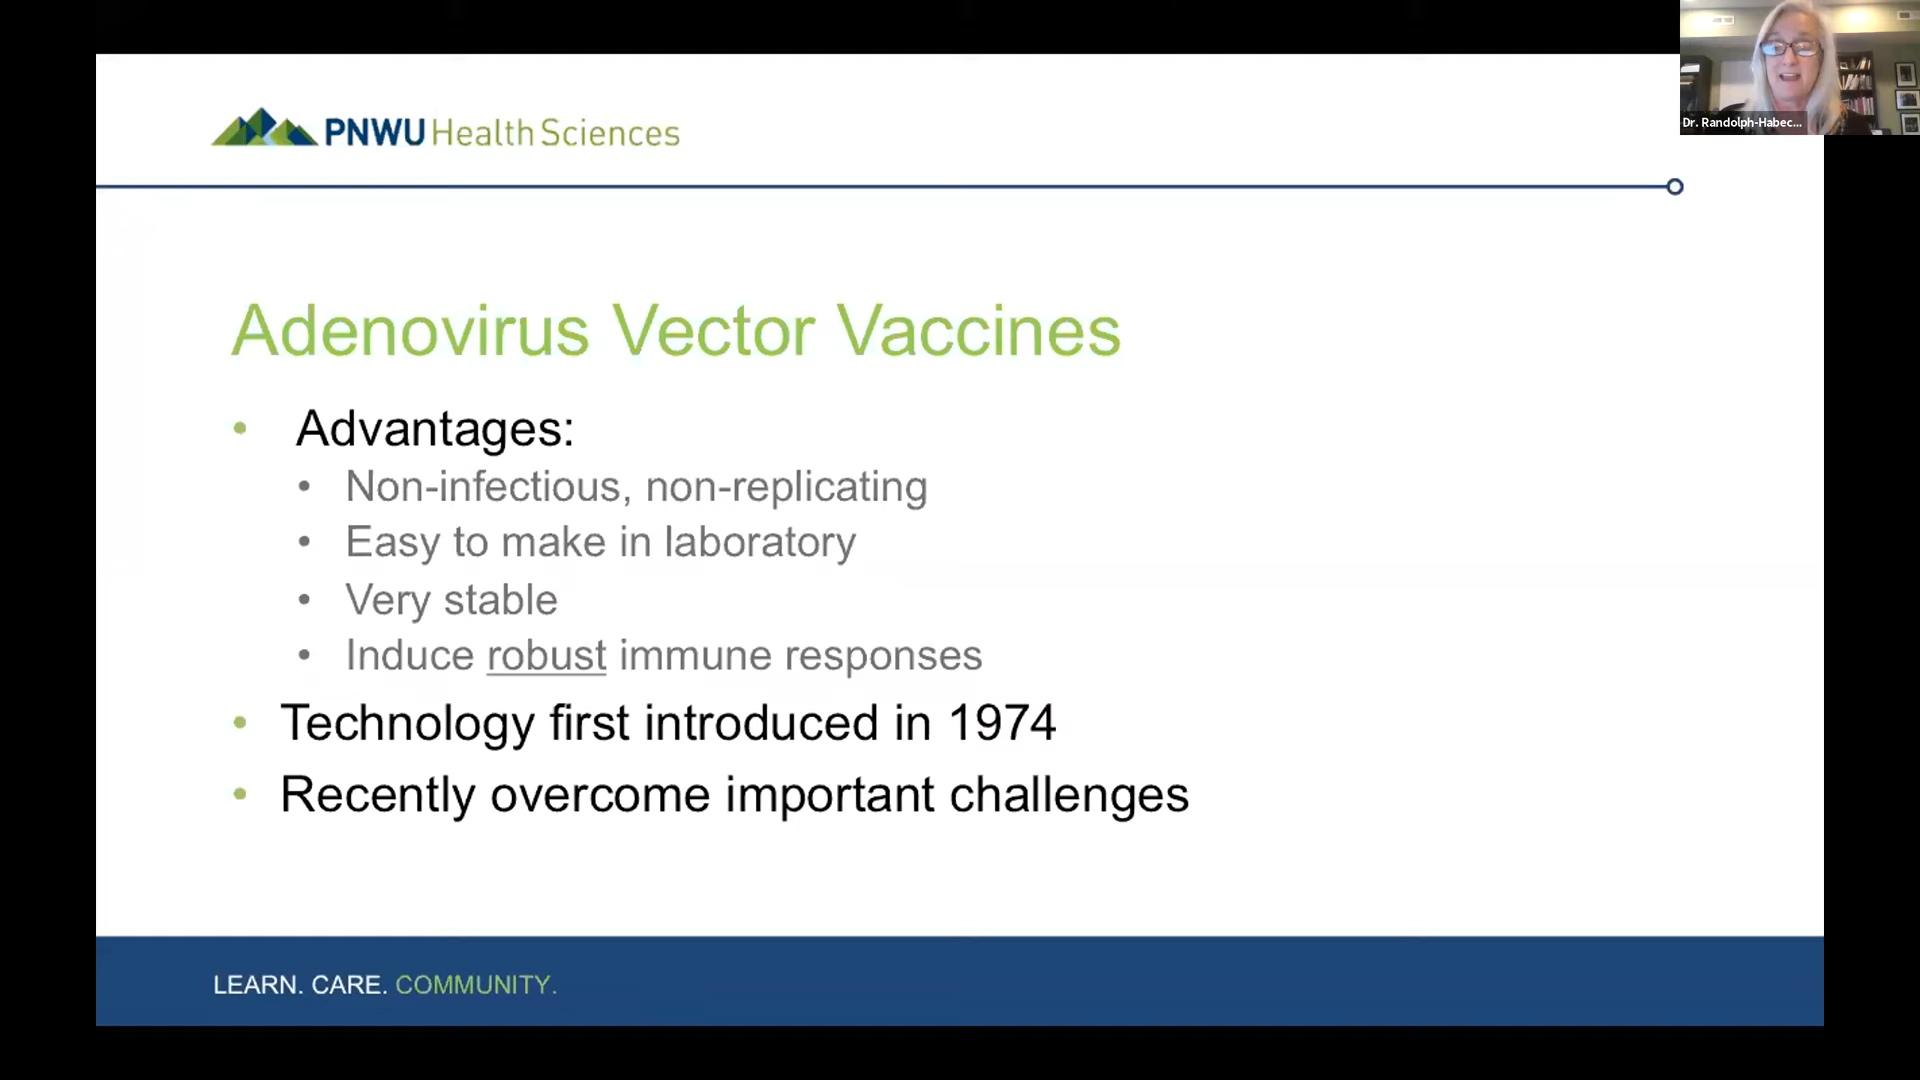 PNWU Health Sciences
Dr. Randolph-Habec...
Adenovirus Vector Vaccines
• Advantages:
• Non-infectious, non-replicating
• Easy to make in laboratory
• Very stable
• Induce robust immune responses
• Technology first introduced in 1974
• Recently overcome important challenges
LEARN. CARE. COMMUNITY.